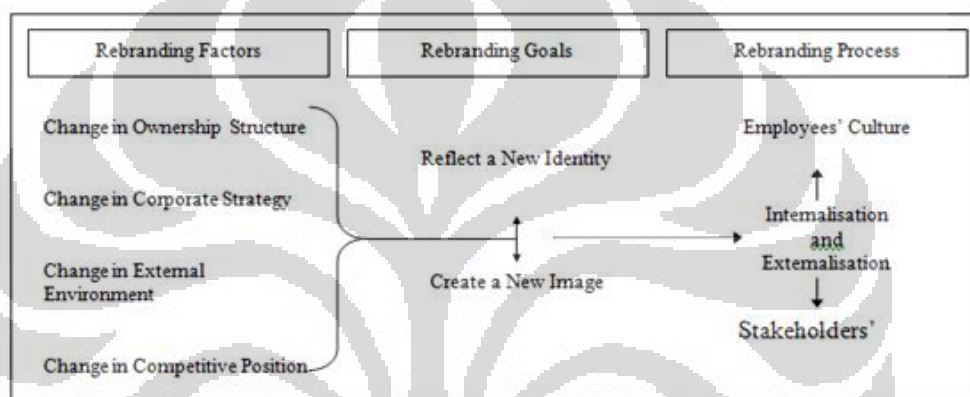 Rebranding Factors
Rebranding Goals
Rebranding Process
Change in Ownership Structure
Change in Corporate Strategy
Change in External
Environment
Change in Competitive Position
Reflect a New Identity
Create a New Image
Employees' Culture
Internalisation
and
Externalisation
Stakeholders'